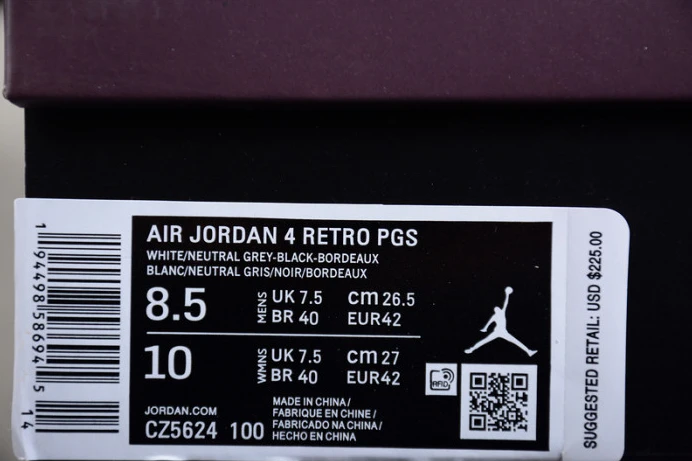 AIR JORDAN 4 RETRO PGS
WHITE/NEUTRAL GREY-BLACK-BORDEAUX
BLANC/NEUTRAL GRIS/NOIR/BORDEAUX
8.5 MENS UK 7.5 cm 26.5
BR 40 EUR42
10 WMNS UK 7.5 cm 27
BR 40 EUR42
RFID
JORDAN.COM
CZ5624 100
MADE IN CHINA/
FABRIQUE EN CHINE/
FABRICADO NA CHINA/
HECHO EN CHINA
SUGGESTED RETAIL: USD $225.00
1 94498 58694 5
14